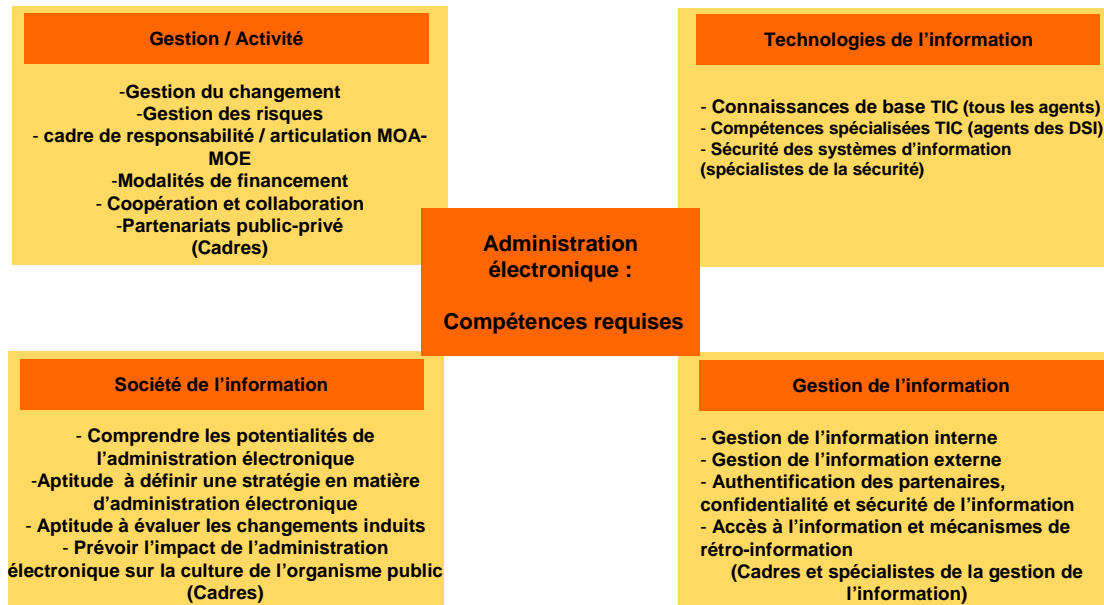 Gestion / Activité
-Gestion du changement
-Gestion des risques
- cadre de responsabilité / articulation MOA-
MOE
-Modalités de financement
- Coopération et collaboration
-Partenariats public-privé
(Cadres)
Technologies de l’information
- Connaissances de base TIC (tous les agents)
- Compétences spécialisées TIC (agents des DSI)
- Sécurité des systèmes d’information
(spécialistes de la sécurité)
Administration
électronique :
Compétences requises
Société de l’information
- Comprendre les potentialités de
l’administration électronique
-Aptitude à définir une stratégie en matière
d’administration électronique
- Aptitude à évaluer les changements induits
- Prévoir l’impact de l’administration
électronique sur la culture de l’organisme public
(Cadres)
Gestion de l’information
- Gestion de l’information interne
- Gestion de l’information externe
- Authentification des partenaires,
confidentialité et sécurité de l’information
- Accès à l’information et mécanismes de
rétro-information
(Cadres et spécialistes de la gestion de
l’information)